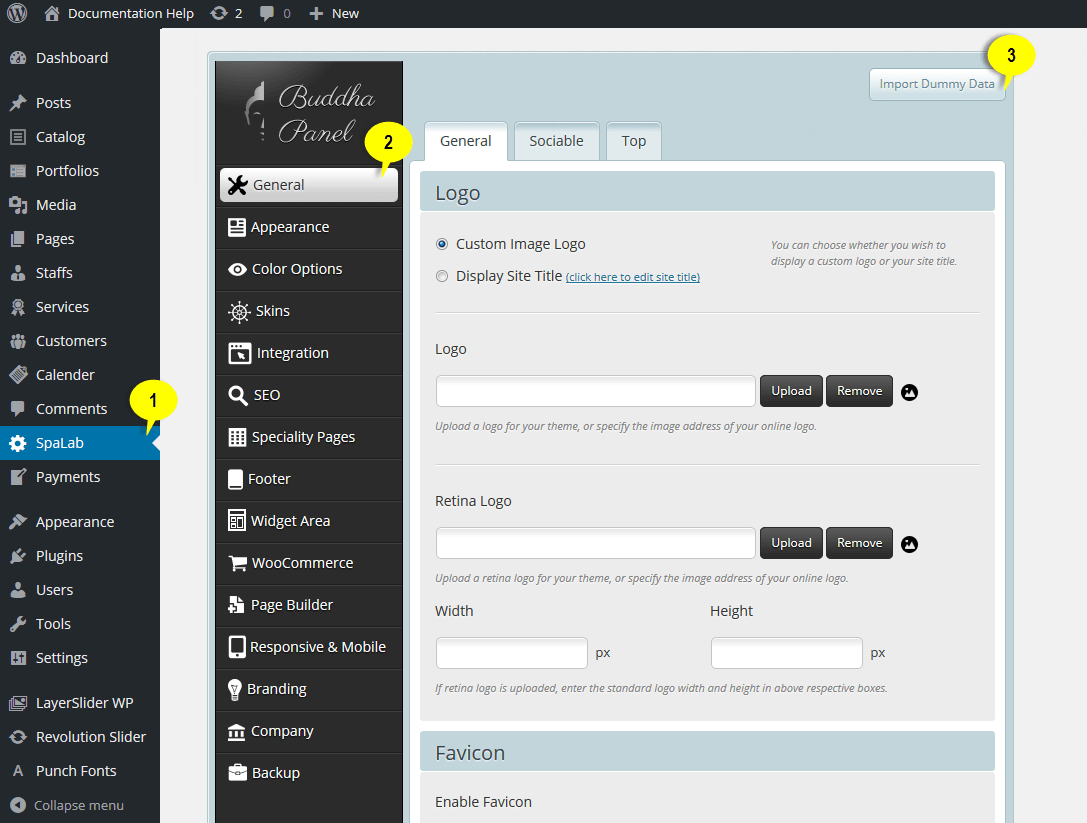 Documentation Help 2 0 New
Dashboard
Posts
Catalog
Portfolios
Media
Pages
Staffs
Services
Customers
Calender
Comments
1
SpaLab
Payments
Appearance
Plugins
Users
Tools
Settings
LayerSlider WP
Revolution Slider
Punch Fonts
Collapse menu
Buddha
Panel
2
General
Appearance
Color Options
Skins
Integration
SEO
Speciality Pages
Footer
Widget Area
WooCommerce
Page Builder
Responsive & Mobile
Branding
Company
Backup
3
Import Dummy Data
General Sociable Top
Logo
Custom Image Logo
Display Site Title (click here to edit site title)
You can choose whether you wish to
display a custom logo or your site title.
Logo
Upload Remove
Upload a logo for your theme, or specify the image address of your online logo.
Retina Logo
Upload Remove
Upload a retina logo for your theme, or specify the image address of your online logo.
Width Height
px px
If retina logo is uploaded, enter the standard logo width and height in above respective boxes.
Favicon
Enable Favicon